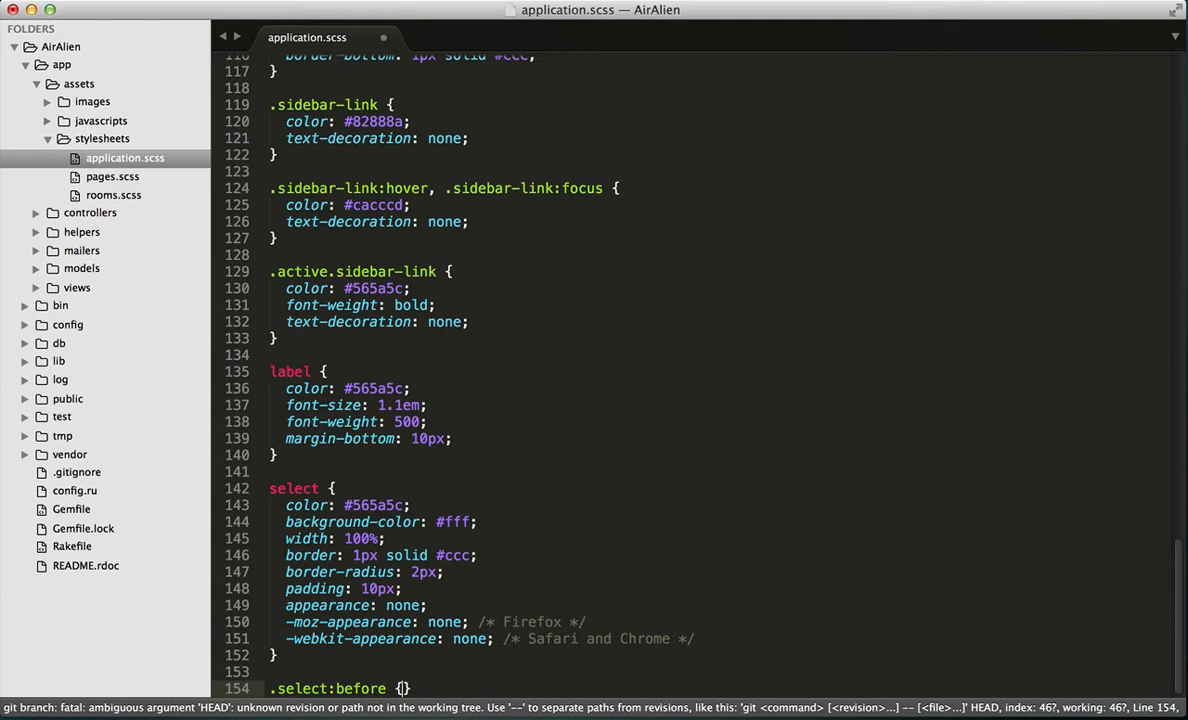 application.scss — AirAlien
FOLDERS
AirAlien
app
assets
images
javascripts
stylesheets
application.scss
pages.scss
rooms.scss
controllers
helpers
mailers
models
views
bin
config
db
lib
log
public
test
tmp
vendor
.gitignore
config.ru
Gemfile
Gemfile.lock
Rakefile
README.rdoc
application.scss
116 border-bottom: 1px solid #ccc;
117 }
118
119 .sidebar-link {
120 color: #82888a;
121 text-decoration: none;
122 }
123
124 .sidebar-link:hover, .sidebar-link:focus {
125 color: #cacccd;
126 text-decoration: none;
127 }
128
129 .active.sidebar-link {
130 color: #565a5c;
131 font-weight: bold;
132 text-decoration: none;
133 }
134
135 label {
136 color: #565a5c;
137 font-size: 1.1em;
138 font-weight: 500;
139 margin-bottom: 10px;
140 }
141
142 select {
143 color: #565a5c;
144 background-color: #fff;
145 width: 100%;
146 border: 1px solid #ccc;
147 border-radius: 2px;
148 padding: 10px;
149 appearance: none;
150 -moz-appearance: none; /* Firefox */
151 -webkit-appearance: none; /* Safari and Chrome */
152 }
153
154 .select:before {}
git branch: fatal: ambiguous argument 'HEAD': unknown revision or path not in the working tree. Use '--' to separate paths from revisions, like this: 'git <command> [<revision>...] -- [<file>...]' HEAD, index: 46?, working: 46?, Line 154,